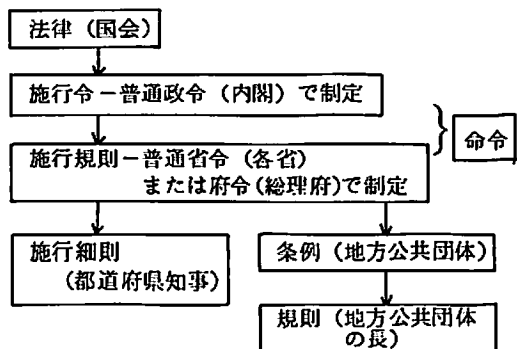 法律（国会）
施行令－普通政令（内閣）で制定
命令
施行規則－普通省令（各省）
または府令（総理府）で制定
施行細則
（都道府県知事）
条例（地方公共団体）
規則（地方公共団体
の長）